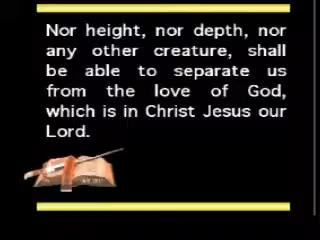 Nor height, nor depth, nor
any other creature, shall
be able to separate us
from the love of God,
which is in Christ Jesus our
Lord.